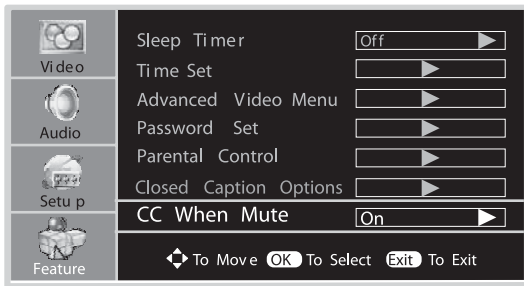 Video
Audio
Setup
Feature
Sleep Timer Off
Time Set
Advanced Video Menu
Password Set
Parental Control
Closed Caption Options
CC When Mute On
To Move OK To Select Exit To Exit